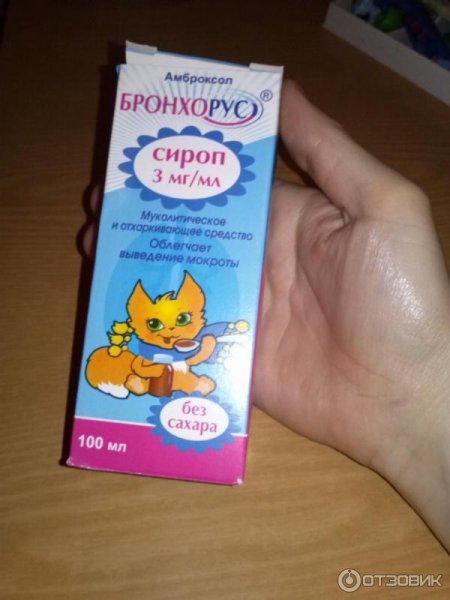 Амброксол
БРОНХОРУС®
сироп
3 мг/мл
Муколитическое
и отхаркивающее средство
Облегчает
выведение мокроты
без
сахара
100 мл
ОТЗОВИК